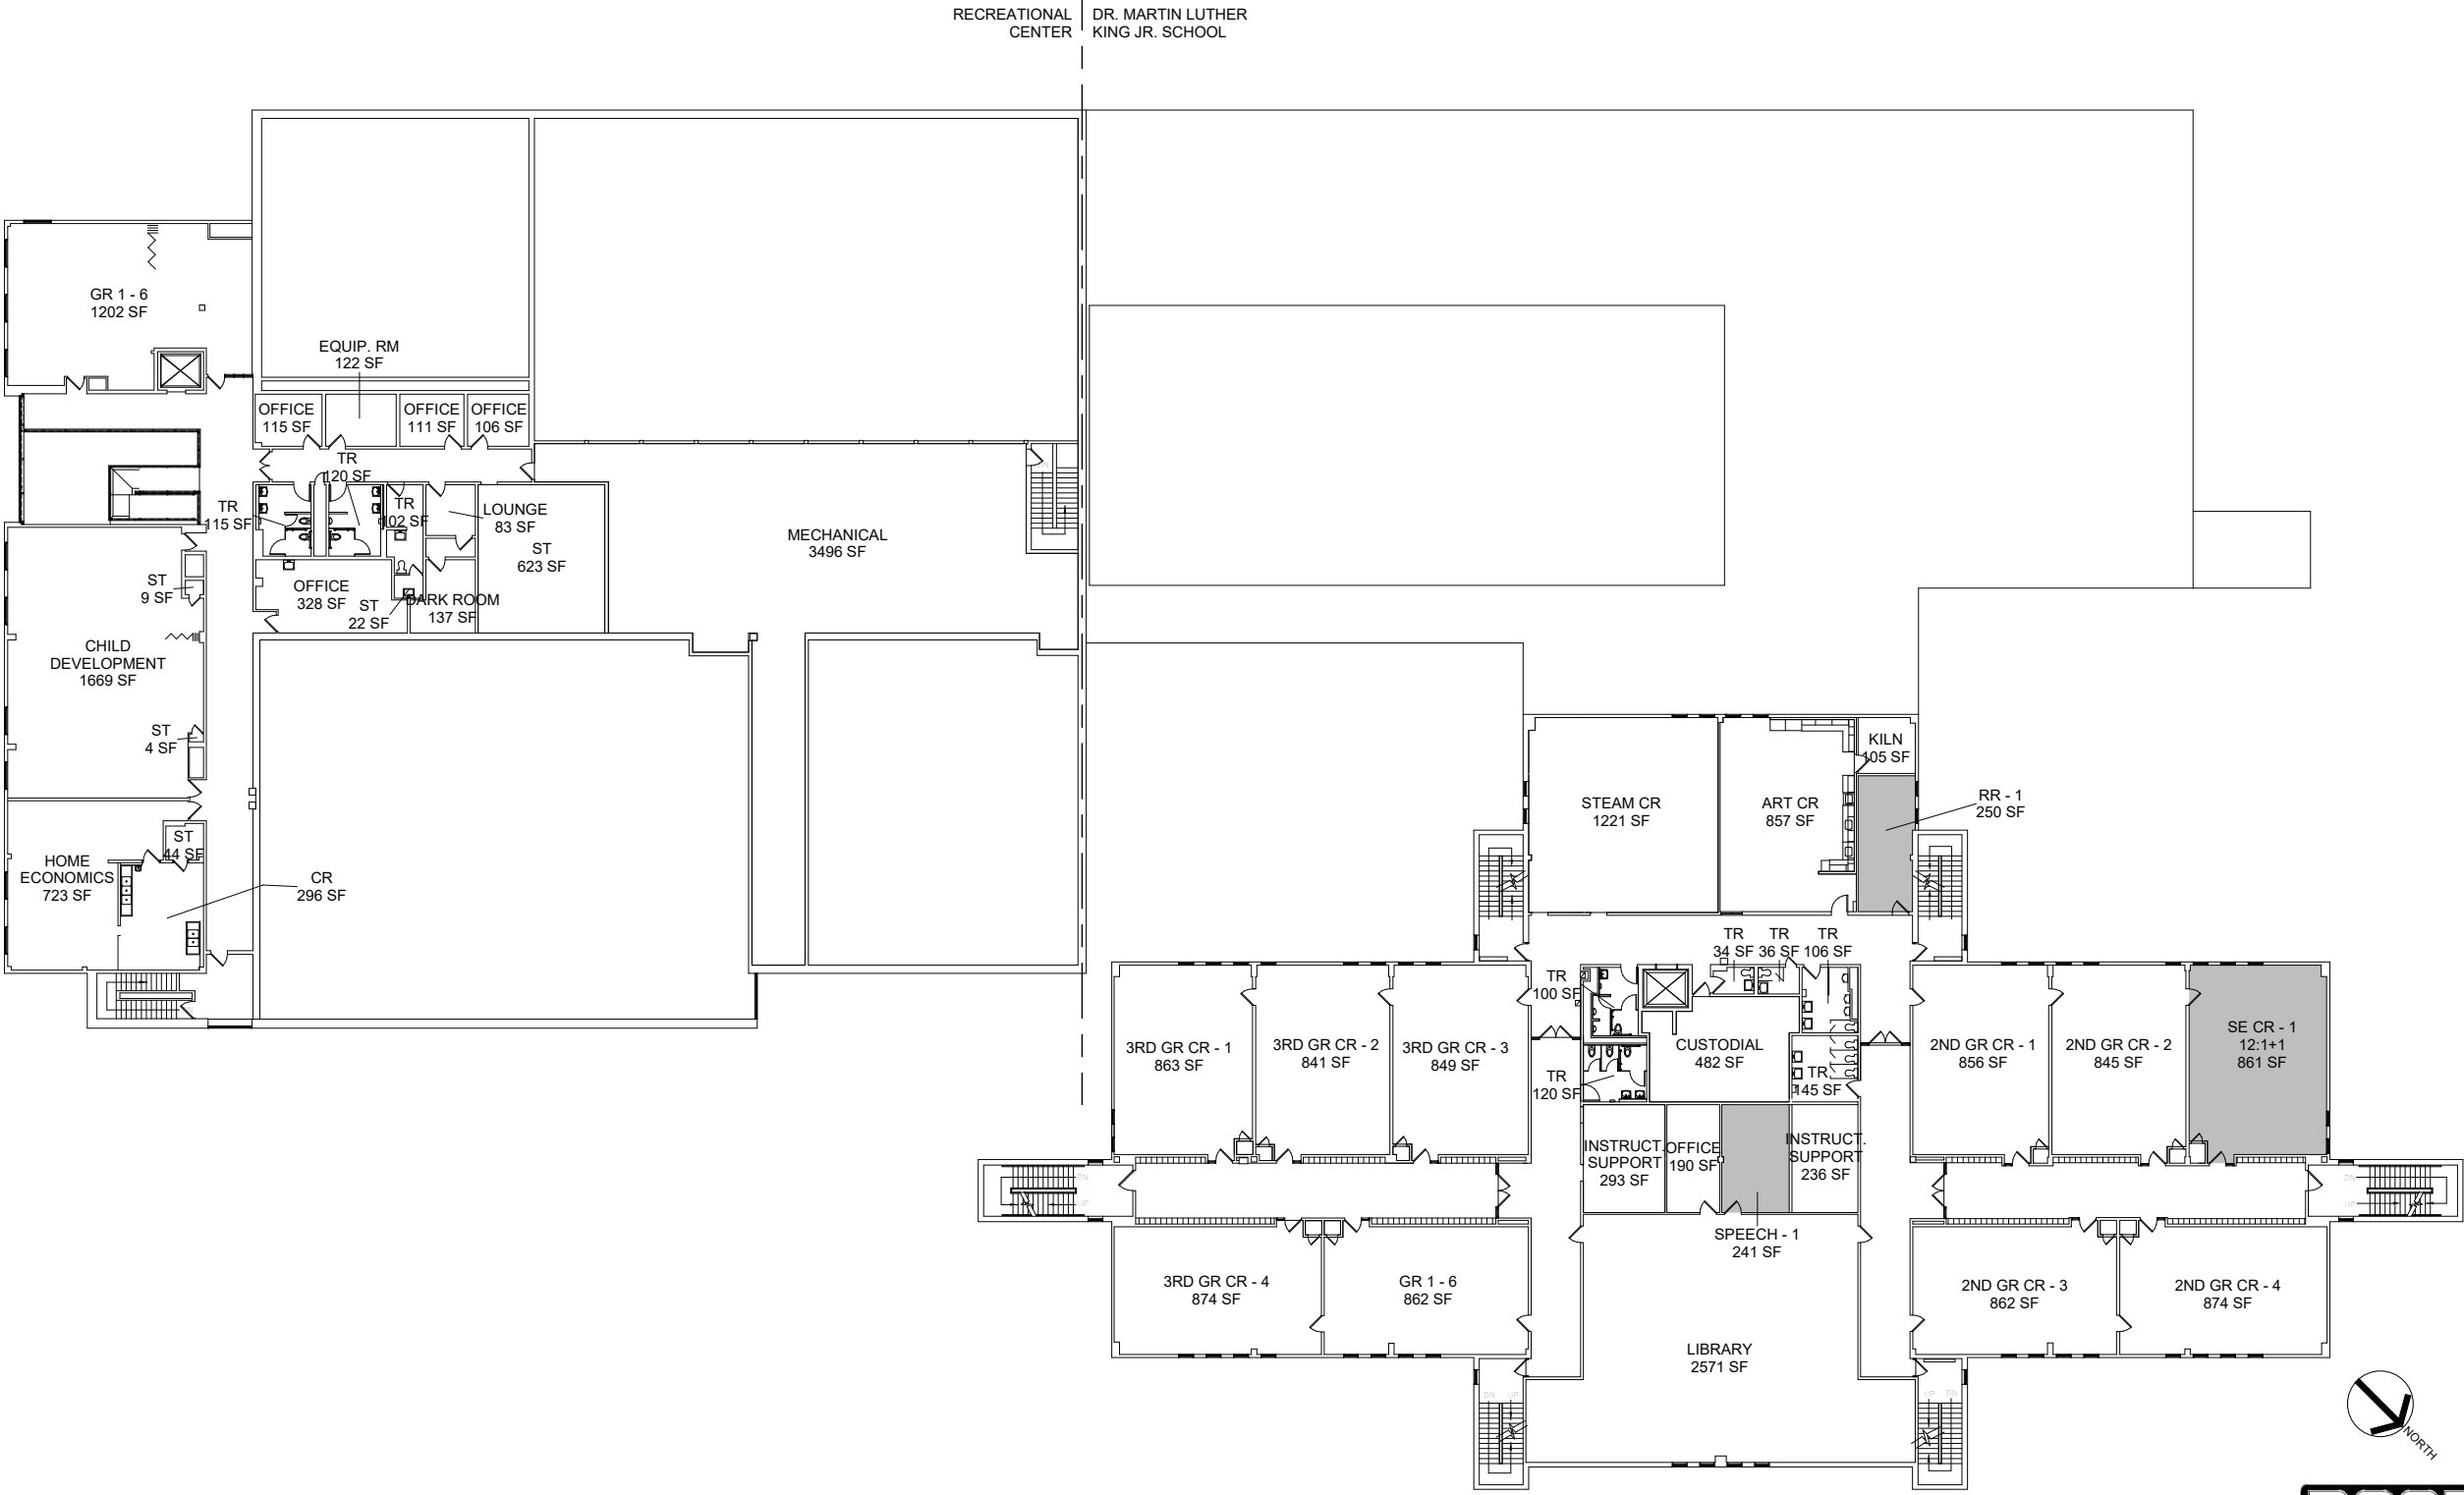 RECREATIONAL
CENTER
DR. MARTIN LUTHER
KING JR. SCHOOL
GR 1 - 6
1202 SF
EQUIP. RM
122 SF
OFFICE
115 SF
OFFICE
111 SF
OFFICE
106 SF
TR
120 SF
TR
115 SF
TR
102 SF
LOUNGE
83 SF
ST
623 SF
DN
MECHANICAL
3496 SF
ST
9 SF
OFFICE
328 SF
ST
22 SF
DARK ROOM
137 SF
CHILD
DEVELOPMENT
1669 SF
ST
4 SF
ST
44 SF
HOME
ECONOMICS
723 SF
CR
296 SF
STEAM CR
1221 SF
ART CR
857 SF
KILN
105 SF
RR - 1
250 SF
TR
34 SF
TR
36 SF
TR
106 SF
TR
100 SF
3RD GR CR - 1
863 SF
3RD GR CR - 2
841 SF
3RD GR CR - 3
849 SF
CUSTODIAL
482 SF
TR
120 SF
TR
145 SF
2ND GR CR - 1
856 SF
2ND GR CR - 2
845 SF
SE CR - 1
12:1+1
861 SF
INSTRUCT.
SUPPORT
293 SF
OFFICE
190 SF
INSTRUCT.
SUPPORT
236 SF
DN
UP
DN
UP
SPEECH - 1
241 SF
3RD GR CR - 4
874 SF
GR 1 - 6
862 SF
2ND GR CR - 3
862 SF
2ND GR CR - 4
874 SF
LIBRARY
2571 SF
DN UP
UP DN
NORTH